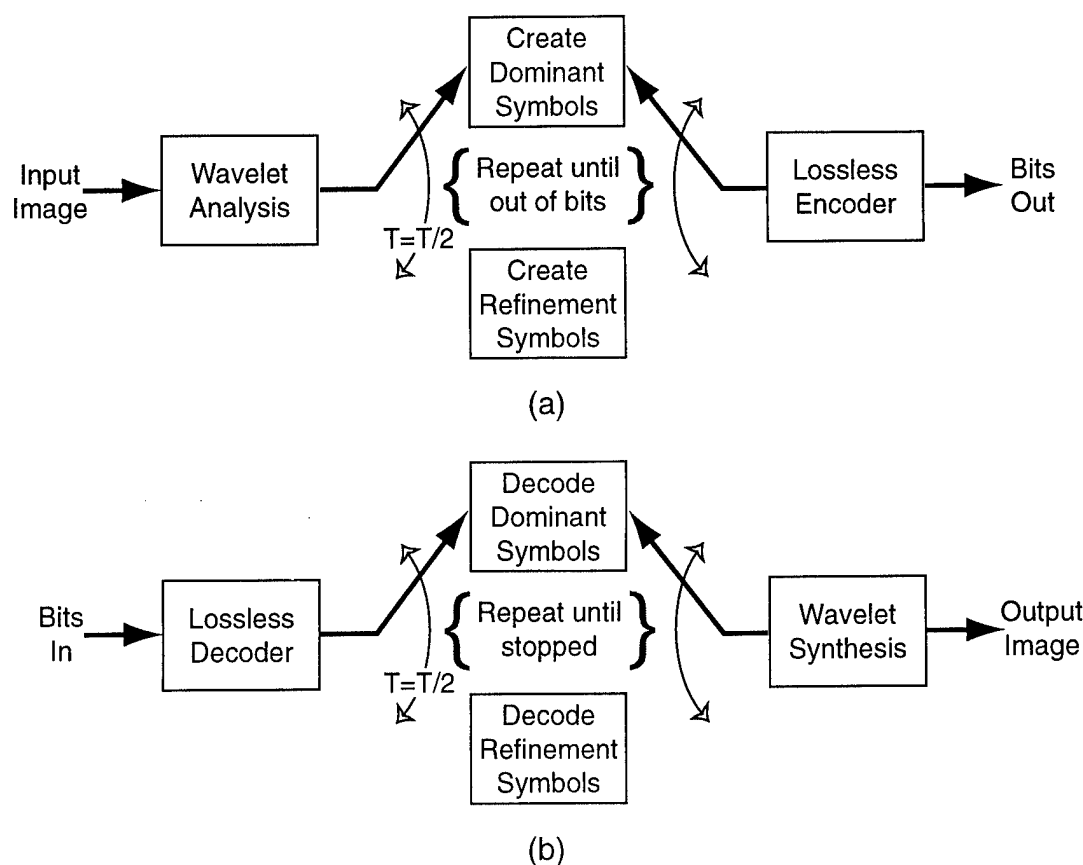 Create
Dominant
Symbols
Input
Image
Wavelet
Analysis
T=T/2
{ Repeat until }
out of bits
Lossless
Encoder
Bits
Out
Create
Refinement
Symbols
(a)
Decode
Dominant
Symbols
Bits
In
Lossless
Decoder
T=T/2
{ Repeat until }
stopped
Wavelet
Synthesis
Output
Image
Decode
Refinement
Symbols
(b)